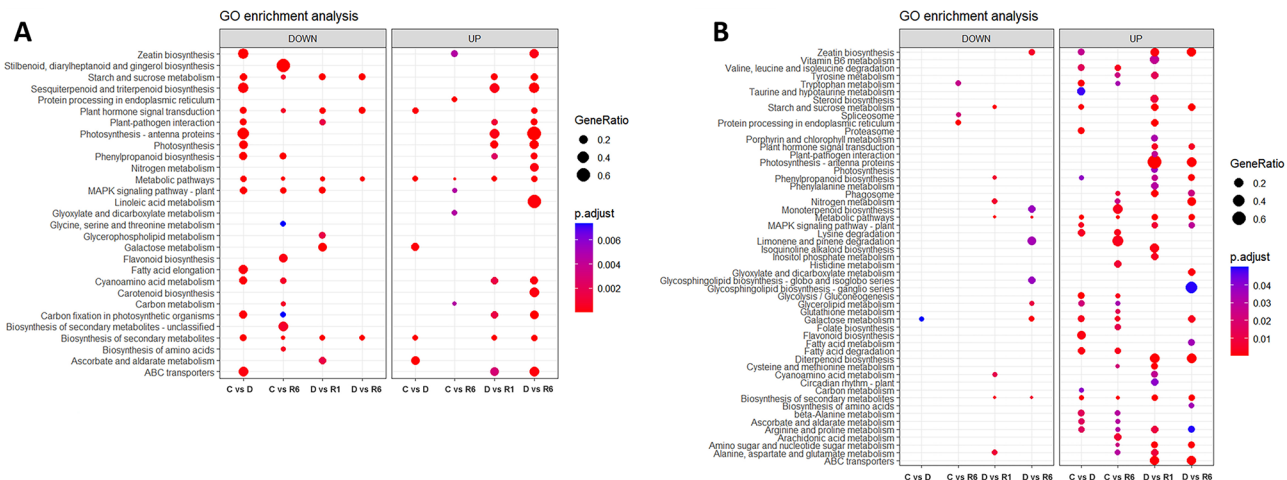 A
GO enrichment analysis
DOWN
UP
Zeatin biosynthesis
Stilbenoid, diarylheptanoid and gingerol biosynthesis
Starch and sucrose metabolism
Sesquiterpenoid and triterpenoid biosynthesis
Protein processing in endoplasmic reticulum
Plant hormone signal transduction
Plant-pathogen interaction
Photosynthesis - antenna proteins
Photosynthesis
Phenylpropanoid biosynthesis
Nitrogen metabolism
Metabolic pathways
MAPK signaling pathway - plant
Linoleic acid metabolism
Glyoxylate and dicarboxylate metabolism
Glycine, serine and threonine metabolism
Glycerophospholipid metabolism
Galactose metabolism
Flavonoid biosynthesis
Fatty acid elongation
Cyanoamino acid metabolism
Carotenoid biosynthesis
Carbon metabolism
Carbon fixation in photosynthetic organisms
Biosynthesis of secondary metabolites - unclassified
Biosynthesis of secondary metabolites
Biosynthesis of amino acids
Ascorbate and aldarate metabolism
ABC transporters
C vs D
C vs R6
D vs R1
D vs R6
C vs D
C vs R6
D vs R1
D vs R6
GeneRatio
0.2
0.4
0.6
p.adjust
0.006
0.004
0.002
B
GO enrichment analysis
DOWN
UP
Zeatin biosynthesis
Vitamin B6 metabolism
Valine, leucine and isoleucine degradation
Tyrosine metabolism
Tryptophan metabolism
Taurine and hypotaurine metabolism
Steroid biosynthesis
Starch and sucrose metabolism
Spliceosome
Protein processing in endoplasmic reticulum
Proteasome
Porphyrin and chlorophyll metabolism
Plant hormone signal transduction
Plant-pathogen interaction
Photosynthesis - antenna proteins
Photosynthesis
Phenylpropanoid biosynthesis
Phenylalanine metabolism
Phagosome
Nitrogen metabolism
Monoterpenoid biosynthesis
Metabolic pathways
MAPK signaling pathway - plant
Lysine degradation
Limonene and pinene degradation
Isoquinoline alkaloid biosynthesis
Inositol phosphate metabolism
Histidine metabolism
Glyoxylate and dicarboxylate metabolism
Glycosphingolipid biosynthesis - globo and isoglobo series
Glycosphingolipid biosynthesis - ganglio series
Glycolysis / Gluconeogenesis
Glycerolipid metabolism
Glutathione metabolism
Galactose metabolism
Folate biosynthesis
Flavonoid biosynthesis
Fatty acid metabolism
Fatty acid degradation
Diterpenoid biosynthesis
Cysteine and methionine metabolism
Cyanoamino acid metabolism
Circadian rhythm - plant
Carbon metabolism
Biosynthesis of secondary metabolites
Biosynthesis of amino acids
beta-Alanine metabolism
Ascorbate and aldarate metabolism
Arginine and proline metabolism
Arachidonic acid metabolism
Amino sugar and nucleotide sugar metabolism
Alanine, aspartate and glutamate metabolism
ABC transporters
C vs D
C vs R6
D vs R1
D vs R6
C vs D
C vs R6
D vs R1
D vs R6
GeneRatio
0.2
0.4
0.6
p.adjust
0.04
0.03
0.02
0.01